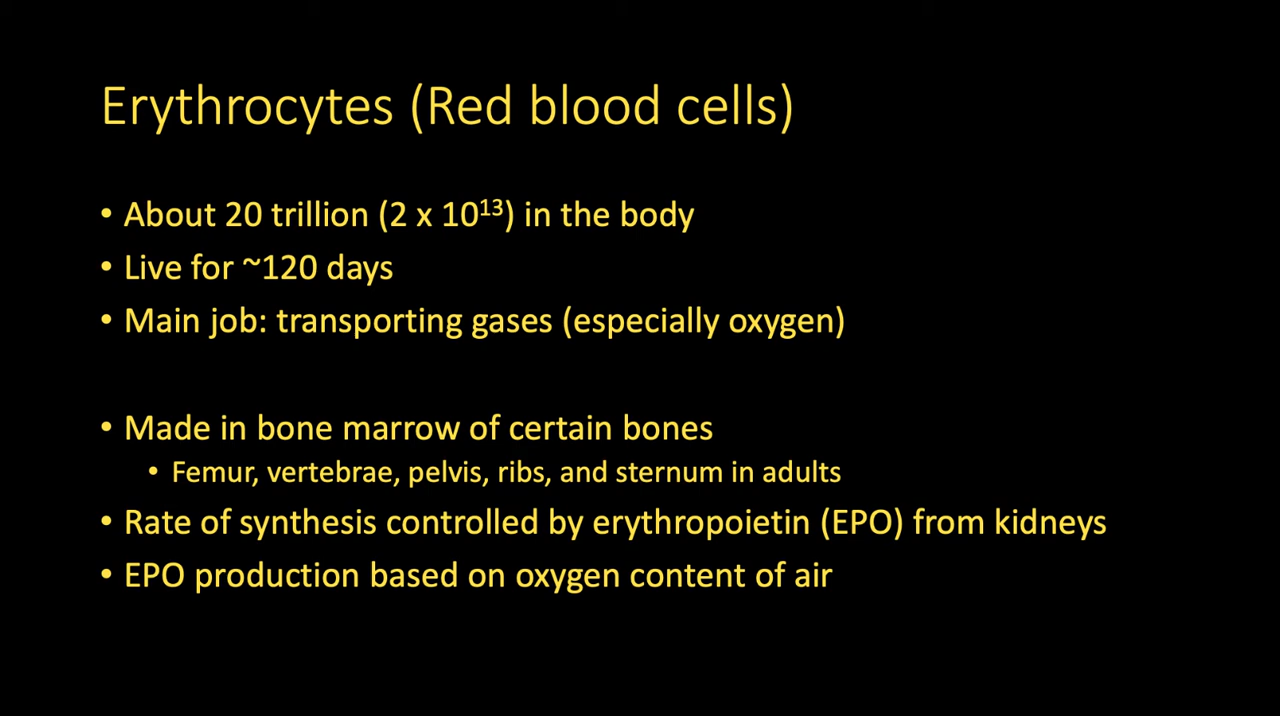 Erythrocytes (Red blood cells)
• About 20 trillion (2 x 10¹³) in the body
• Live for ~120 days
• Main job: transporting gases (especially oxygen)
• Made in bone marrow of certain bones
• Femur, vertebrae, pelvis, ribs, and sternum in adults
• Rate of synthesis controlled by erythropoietin (EPO) from kidneys
• EPO production based on oxygen content of air